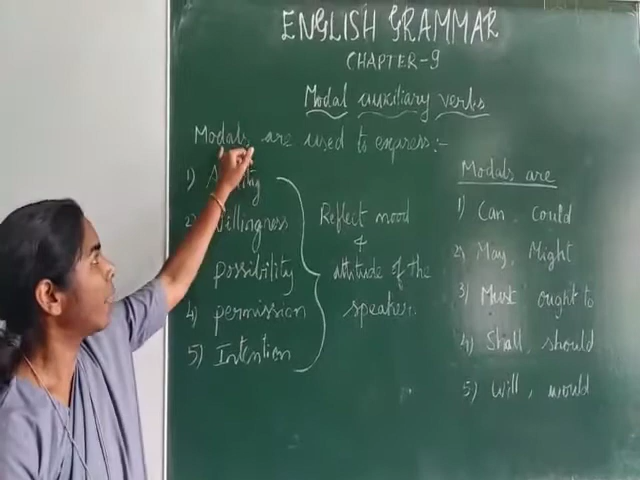 ENGLISH GRAMMAR
CHAPTER-9
Modal auxiliary verbs
Modals are used to express:-
1)
2) Willingness
possibility
4) permission
5) Intention
Reflect mood
&
attitude of the
speaker.
Modals are
1) Can, Could
2) May, Might
3) Must ought to
4) Shall, should
5) Will, would